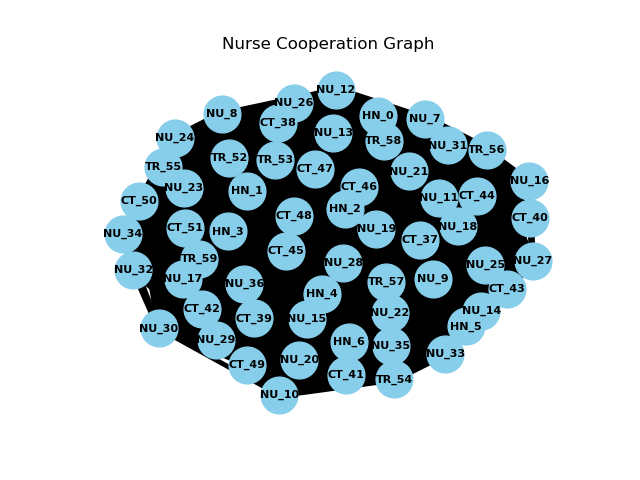 Nurse Cooperation Graph
NU_12
NU_26
NU_8
HN_0
NU_7
CT_38
NU_13
NU_24
TR_58
NU_31
TR_56
TR_52
TR_53
TR_55
CT_47
NU_21
NU_16
NU_23
HN_1
CT_46
NU_11
CT_44
CT_50
HN_2
CT_48
CT_40
NU_18
CT_51
NU_19
HN_3
NU_34
CT_37
CT_45
TR_59
NU_27
NU_28
NU_25
NU_32
NU_17
NU_9
TR_57
NU_36
CT_43
HN_4
CT_42
NU_14
NU_22
CT_39
NU_15
HN_5
NU_30
NU_29
HN_6
NU_35
NU_33
NU_20
CT_49
CT_41
TR_54
NU_10